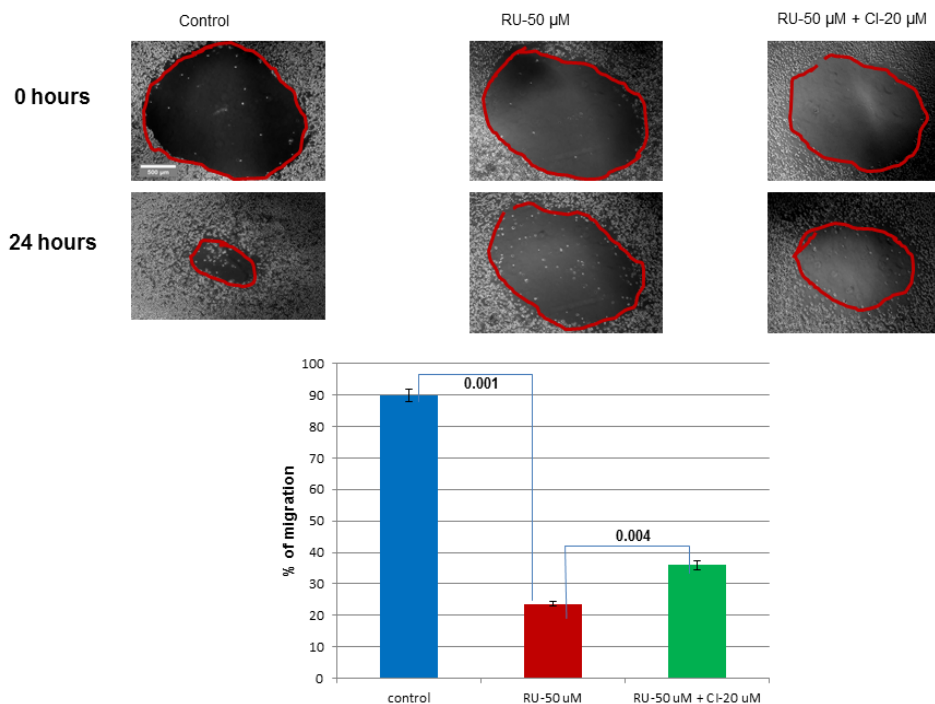 Control RU-50 µM RU-50 µM + Cl-20 µM
0 hours
500 µm
24 hours
100
90
80
70
60
50
40
30
20
10
0
% of migration
0.001
0.004
control RU-50 uM RU-50 uM + Cl-20 uM